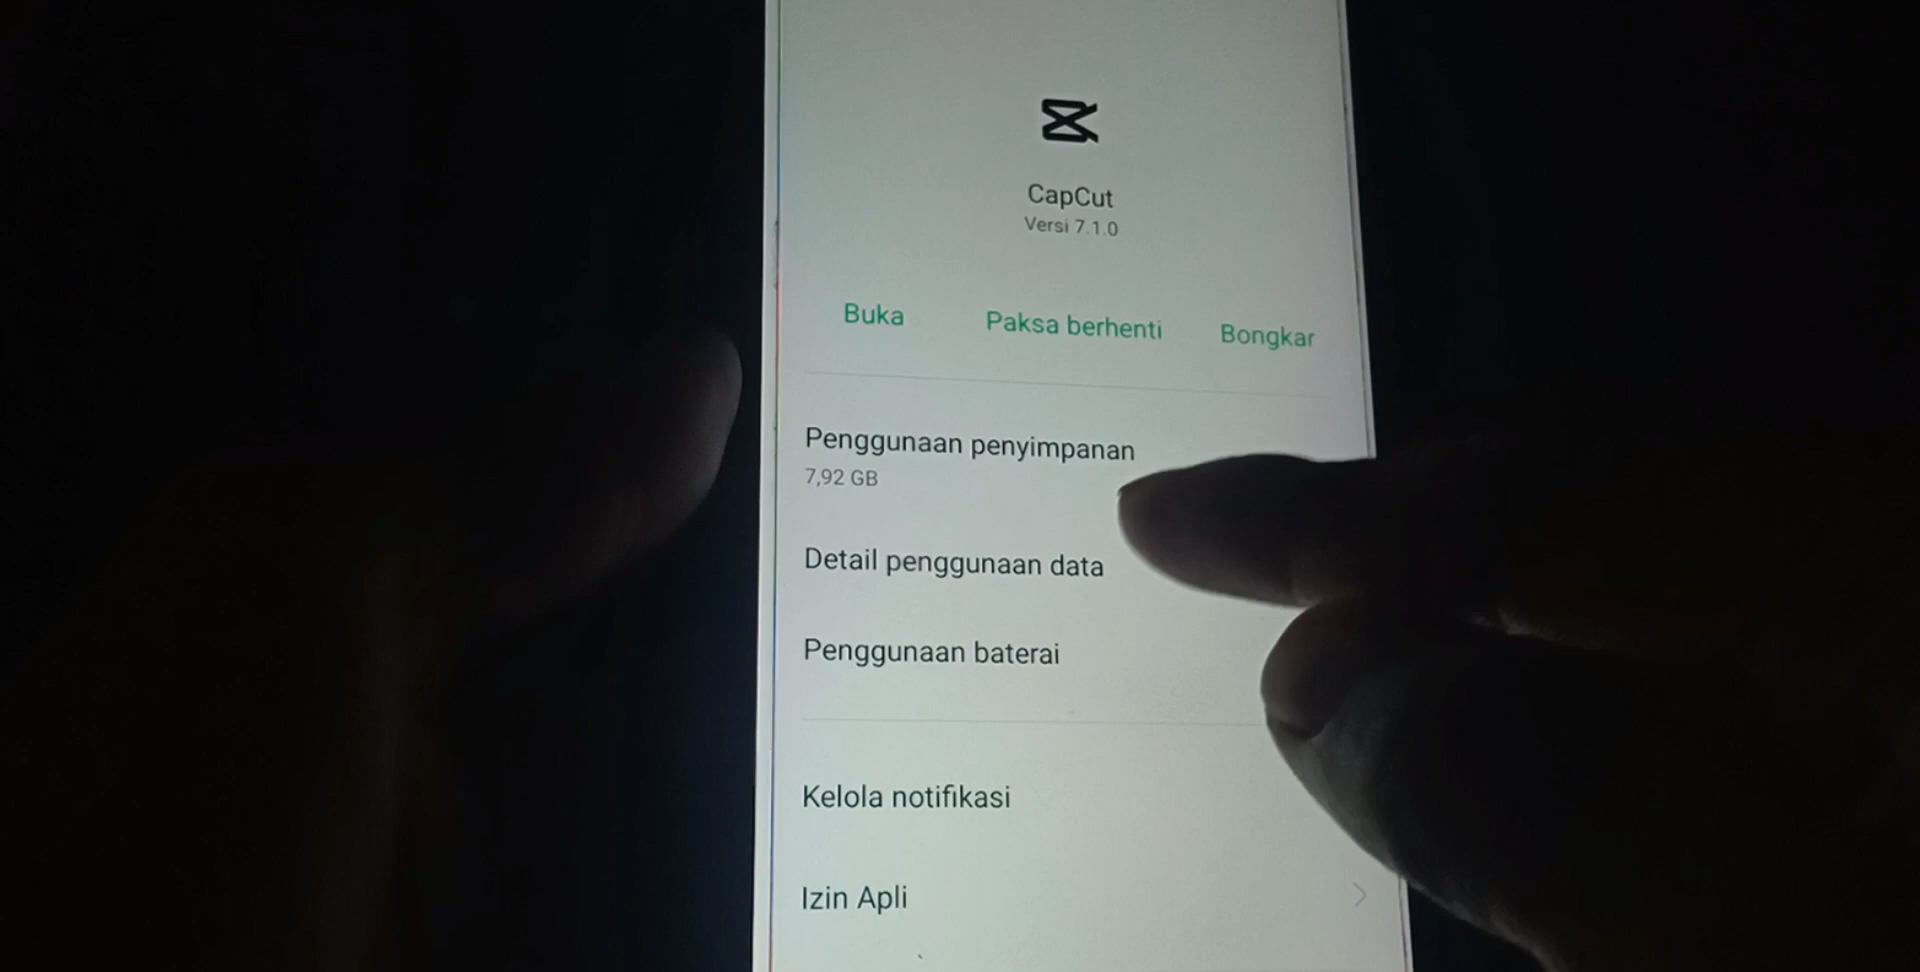 CapCut
Versi 7.1.0
Buka Paksa berhenti Bongkar
Penggunaan penyimpanan
7,92 GB
Detail penggunaan data
Penggunaan baterai
Kelola notifikasi
Izin Apli